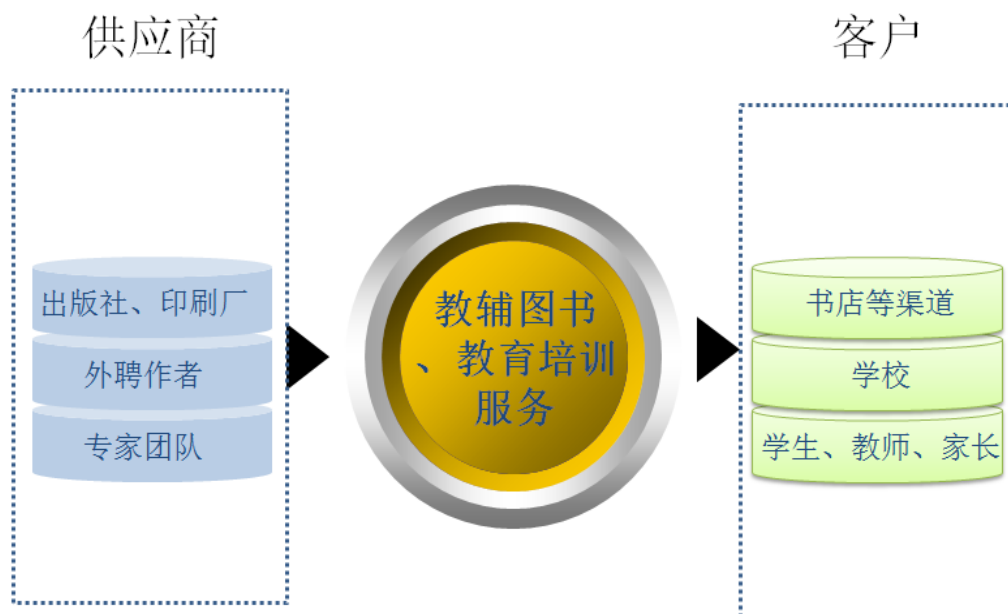 供应商
客户
出版社、印刷厂
外聘作者
专家团队
教辅图书
、教育培训
服务
书店等渠道
学校
学生、教师、家长